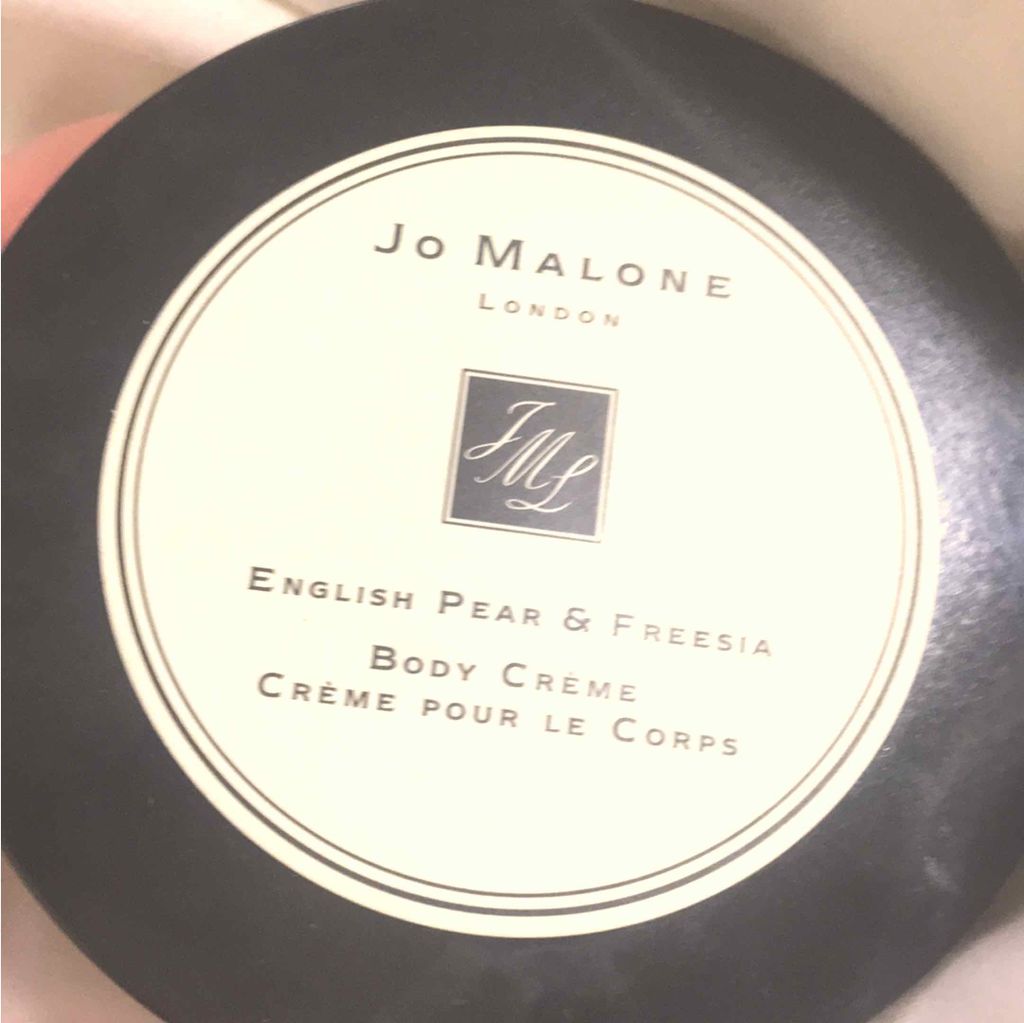 Jo Malone
London
JML
English Pear & Freesia
Body Crème
Crème pour le Corps